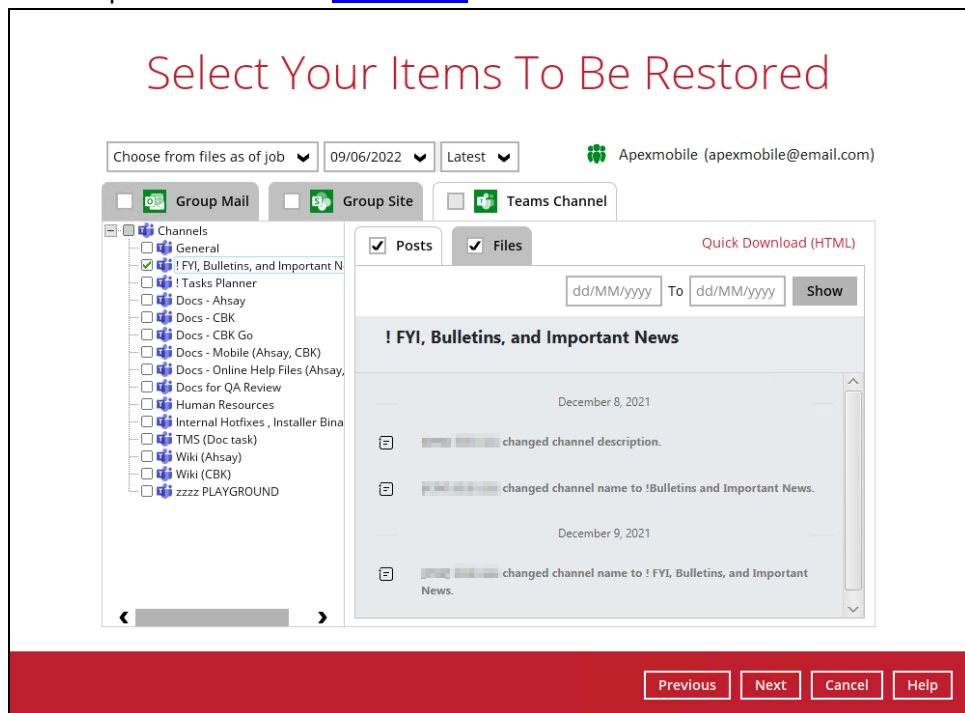 Select Your Items To Be Restored
Choose from files as of job 09/06/2022 Latest Apexmobile (apexmobile@email.com)
Group Mail Group Site Teams Channel
Channels
General
! FYI, Bulletins, and Important N
! Tasks Planner
Docs - Ahsay
Docs - CBK
Docs - CBK Go
Docs - Mobile (Ahsay, CBK)
Docs - Online Help Files (Ahsay,
Docs for QA Review
Human Resources
Internal Hotfixes , Installer Bina
TMS (Doc task)
Wiki (Ahsay)
Wiki (CBK)
zzzz PLAYGROUND
Posts Files Quick Download (HTML)
dd/MM/yyyy To dd/MM/yyyy Show
! FYI, Bulletins, and Important News
December 8, 2021
changed channel description.
changed channel name to !Bulletins and Important News.
December 9, 2021
changed channel name to ! FYI, Bulletins, and Important
News.
Previous Next Cancel Help